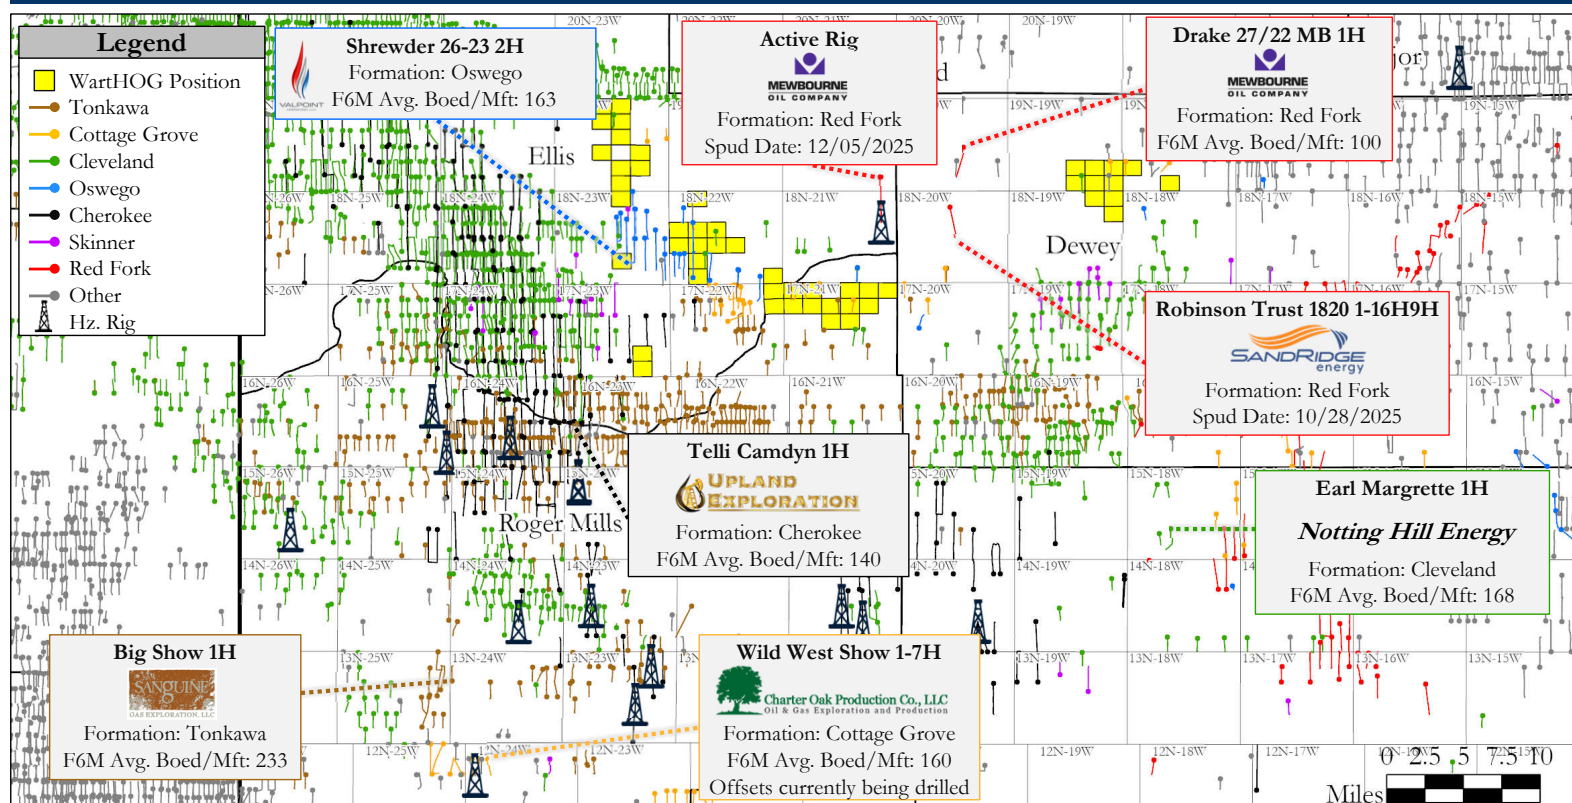 Legend
WartHOG Position
Tonkawa
Cottage Grove
Cleveland
Oswego
Cherokee
Skinner
Red Fork
Other
Hz. Rig
Shrewder 26-23 2H
VALPOINT
Formation: Oswego
F6M Avg. Boed/Mft: 163
Active Rig
MEWBOURNE
OIL COMPANY
Formation: Red Fork
Spud Date: 12/05/2025
Drake 27/22 MB 1H
MEWBOURNE
OIL COMPANY
Formation: Red Fork
F6M Avg. Boed/Mft: 100
Robinson Trust 1820 1-16H9H
SANDRIDGE
energy
Formation: Red Fork
Spud Date: 10/28/2025
Telli Camdyn 1H
UPLAND
EXPLORATION
Formation: Cherokee
F6M Avg. Boed/Mft: 140
Earl Margrette 1H
Notting Hill Energy
Formation: Cleveland
F6M Avg. Boed/Mft: 168
Big Show 1H
SANGUINE
GAS EXPLORATION, LLC
Formation: Tonkawa
F6M Avg. Boed/Mft: 233
Wild West Show 1-7H
Charter Oak Production Co., LLC
Oil & Gas Exploration and Production
Formation: Cottage Grove
F6M Avg. Boed/Mft: 160
Offsets currently being drilled
Ellis
Dewey
Roger Mills
jor
d
20N-23W
20N-22W
20N-21W
20N-20W
20N-19W
19N-18W
19N-17W
19N-15W
18N-25W
18N-24W
18N-23W
18N-22W
18N-21W
18N-20W
18N-19W
18N-18W
18N-17W
18N-16W
18N-15W
17N-25W
17N-24W
17N-23W
17N-22W
17N-21W
17N-20W
17N-19W
16N-26W
16N-25W
16N-24W
16N-23W
16N-22W
16N-21W
16N-20W
16N-19W
16N-15W
15N-26W
15N-25W
15N-24W
15N-19W
15N-18W
14N-26W
14N-25W
14N-24W
14N-23W
14N-20W
14N-19W
14N-18W
13N-25W
13N-24W
13N-23W
13N-19W
13N-18W
13N-17W
13N-16W
13N-15W
12N-25W
12N-24W
12N-23W
12N-19W
12N-18W
12N-17W
0 2.5 5 7.5 10
Miles